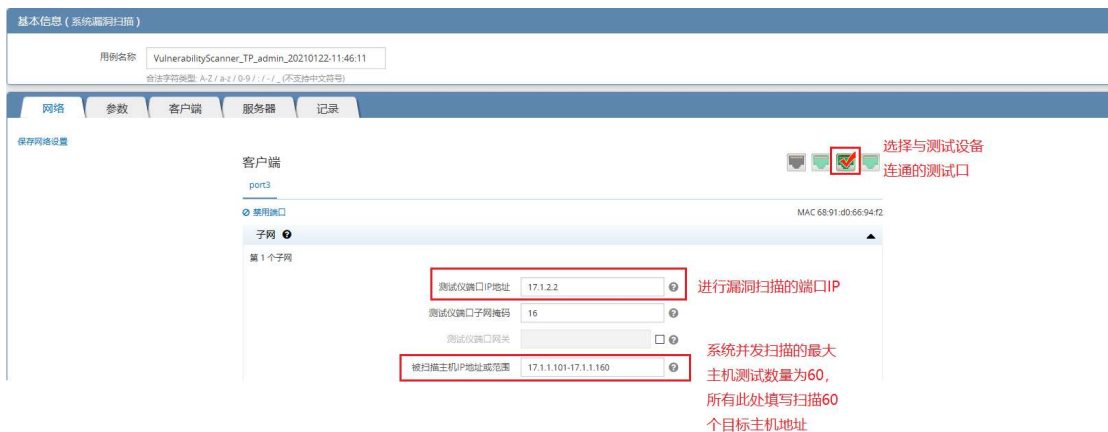 基本信息 ( 系统漏洞扫描 )
用例名称 VulnerabilityScanner_TP_admin_20210122-11:46:11
合法字符类型: A-Z / a-z / 0-9 / : / - / _ (不支持中文符号)
网络 参数 客户端 服务器 记录
保存网络设置
选择与测试设备
连通的测试口
客户端
port3
禁用端口 MAC 68:91:d0:66:94:f2
子网
第 1 个子网
测试仪端口IP地址 17.1.2.2 进行漏洞扫描的端口IP
测试仪端口子网掩码 16
测试仪端口网关
被扫描主机IP地址或范围 17.1.1.101-17.1.1.160
系统并发扫描的最大
主机测试数量为60，
所有此处填写扫描60
个目标主机地址